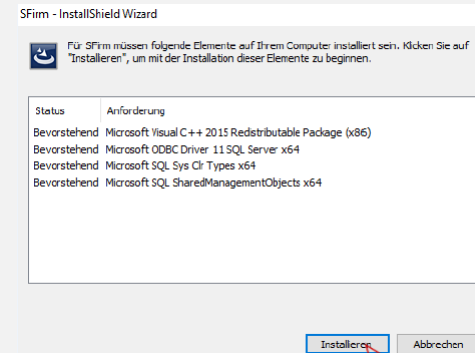 SFirm - InstallShield Wizard
Für SFirm müssen folgende Elemente auf Ihrem Computer installiert sein. Klicken Sie auf
"Installieren", um mit der Installation dieser Elemente zu beginnen.
Status Anforderung
Bevorstehend Microsoft Visual C++ 2015 Redistributable Package (x86)
Bevorstehend Microsoft ODBC Driver 11 SQL Server x64
Bevorstehend Microsoft SQL Sys Clr Types x64
Bevorstehend Microsoft SQL SharedManagementObjects x64
Installieren Abbrechen